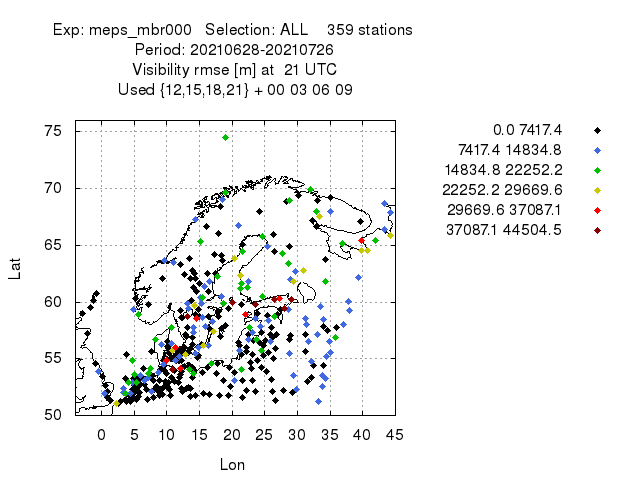 Exp: meps_mbr000 Selection: ALL 359 stations
Period: 20210628-20210726
Visibility rmse [m] at 21 UTC
Used {12,15,18,21} + 00 03 06 09
0.0 7417.4
7417.4 14834.8
14834.8 22252.2
22252.2 29669.6
29669.6 37087.1
37087.1 44504.5
75
70
65
60
55
50
Lat
0 5 10 15 20 25 30 35 40 45
Lon